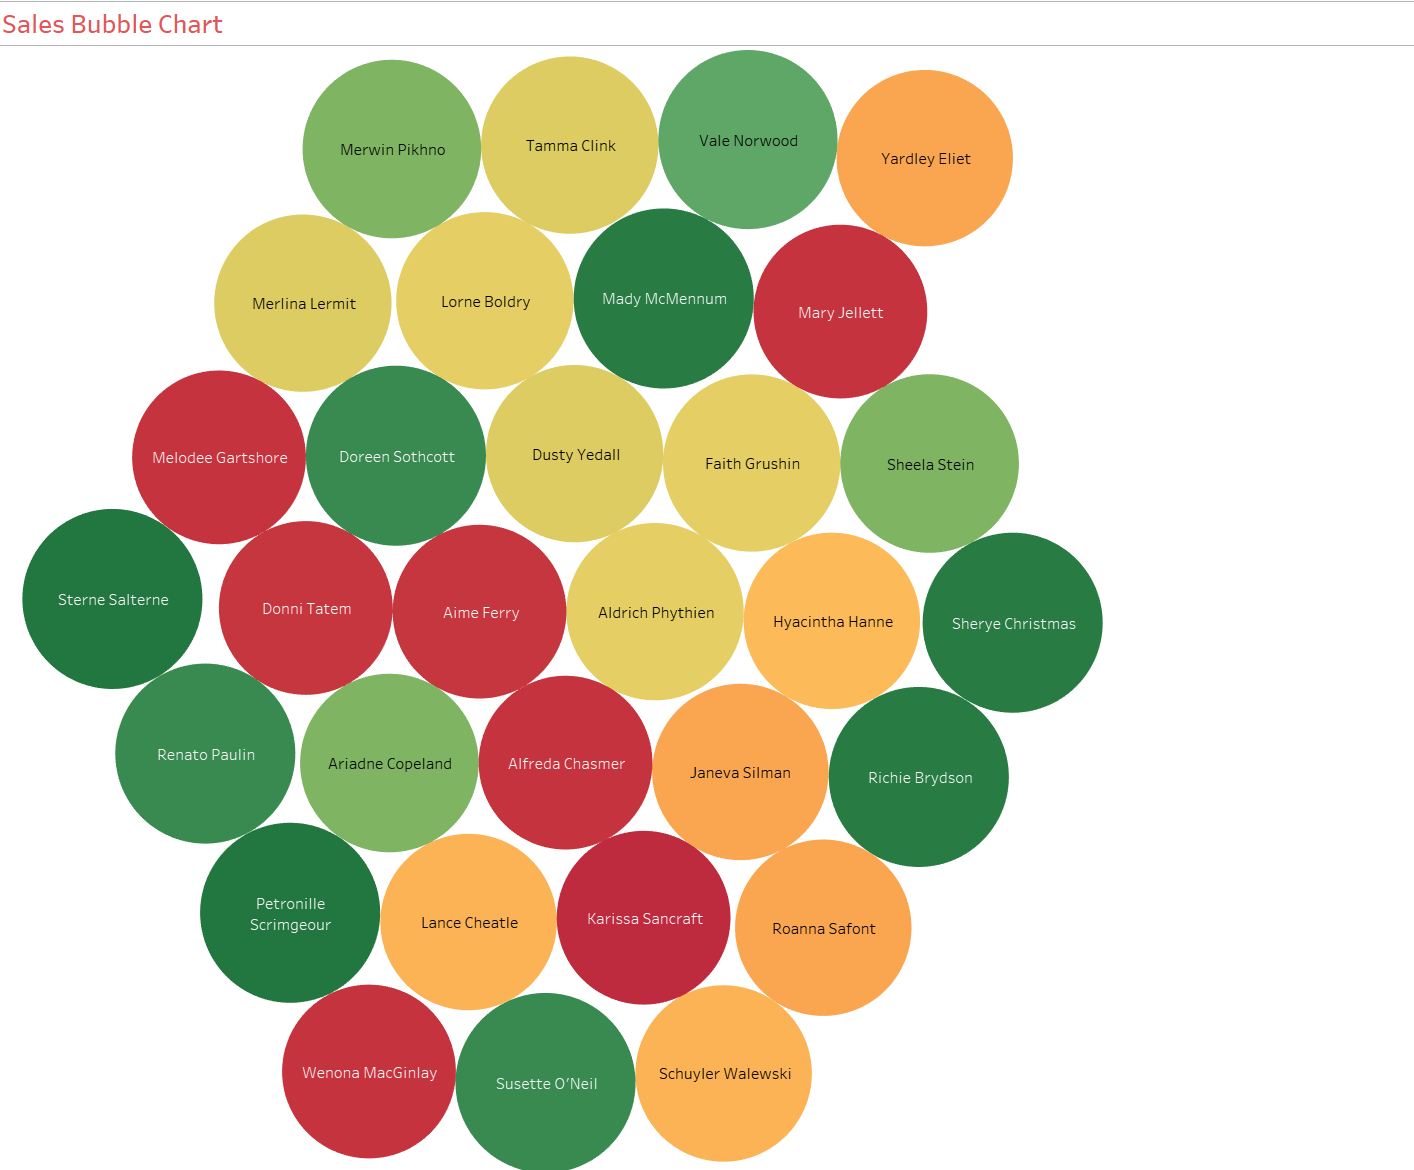 Sales Bubble Chart
Merwin Pikhno
Tamma Clink
Vale Norwood
Yardley Eliet
Merlina Lermit
Lorne Boldry
Mady McMennum
Mary Jellett
Melodee Gartshore
Doreen Sothcott
Dusty Yedall
Faith Grushin
Sheela Stein
Sterne Salterne
Donni Tatem
Aime Ferry
Aldrich Phythien
Hyacintha Hanne
Sherye Christmas
Renato Paulin
Ariadne Copeland
Alfreda Chasmer
Janeva Silman
Richie Brydson
Petronille
Scrimgeour
Lance Cheatle
Karissa Sancraft
Roanna Safont
Wenona MacGinlay
Susette O’Neil
Schuyler Walewski